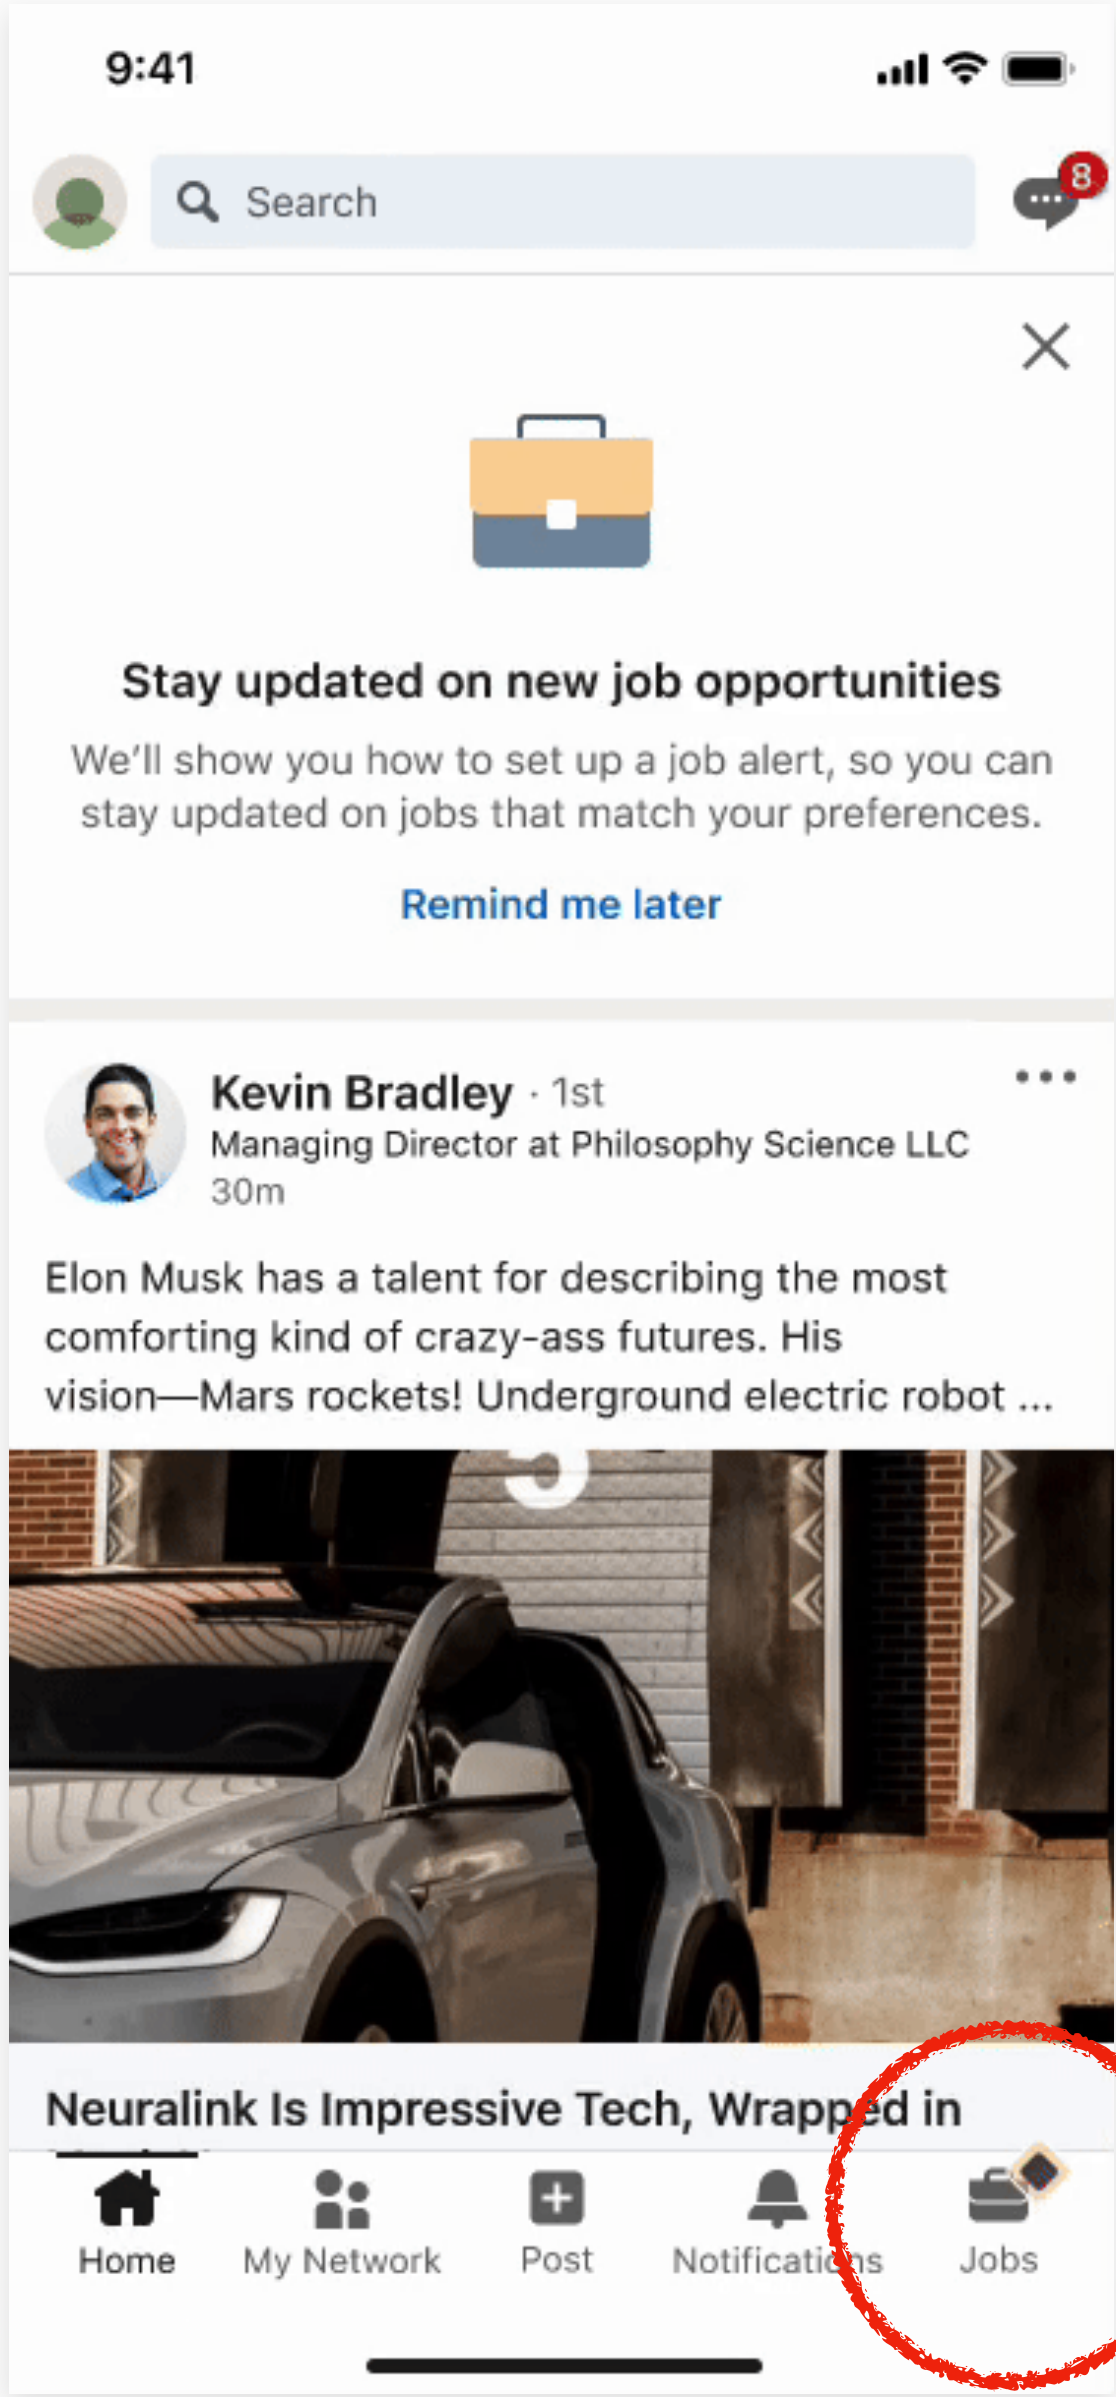 9:41
Search
8
Stay updated on new job opportunities
We'll show you how to set up a job alert, so you can
stay updated on jobs that match your preferences.
Remind me later
Kevin Bradley · 1st
Managing Director at Philosophy Science LLC
30m
Elon Musk has a talent for describing the most
comforting kind of crazy-ass futures. His
vision—Mars rockets! Underground electric robot ...
5
Neuralink Is Impressive Tech, Wrapped in
Home
My Network
Post
Notifications
Jobs